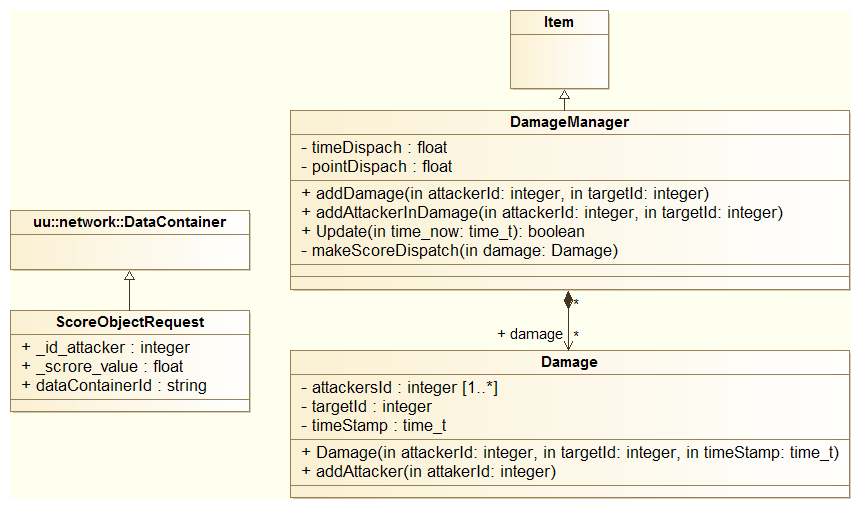 Item
DamageManager
- timeDispach : float
- pointDispach : float
+ addDamage(in attackerId: integer, in targetId: integer)
+ addAttackerInDamage(in attackerId: integer, in targetId: integer)
+ Update(in time_now: time_t): boolean
- makeScoreDispatch(in damage: Damage)
uu::network::DataContainer
ScoreObjectRequest
+ _id_attacker : integer
+ _scrore_value : float
+ dataContainerId : string
*
+ damage
*
Damage
- attackersId : integer [1..*]
- targetId : integer
- timeStamp : time_t
+ Damage(in attackerId: integer, in targetId: integer, in timeStamp: time_t)
+ addAttacker(in attakerId: integer)